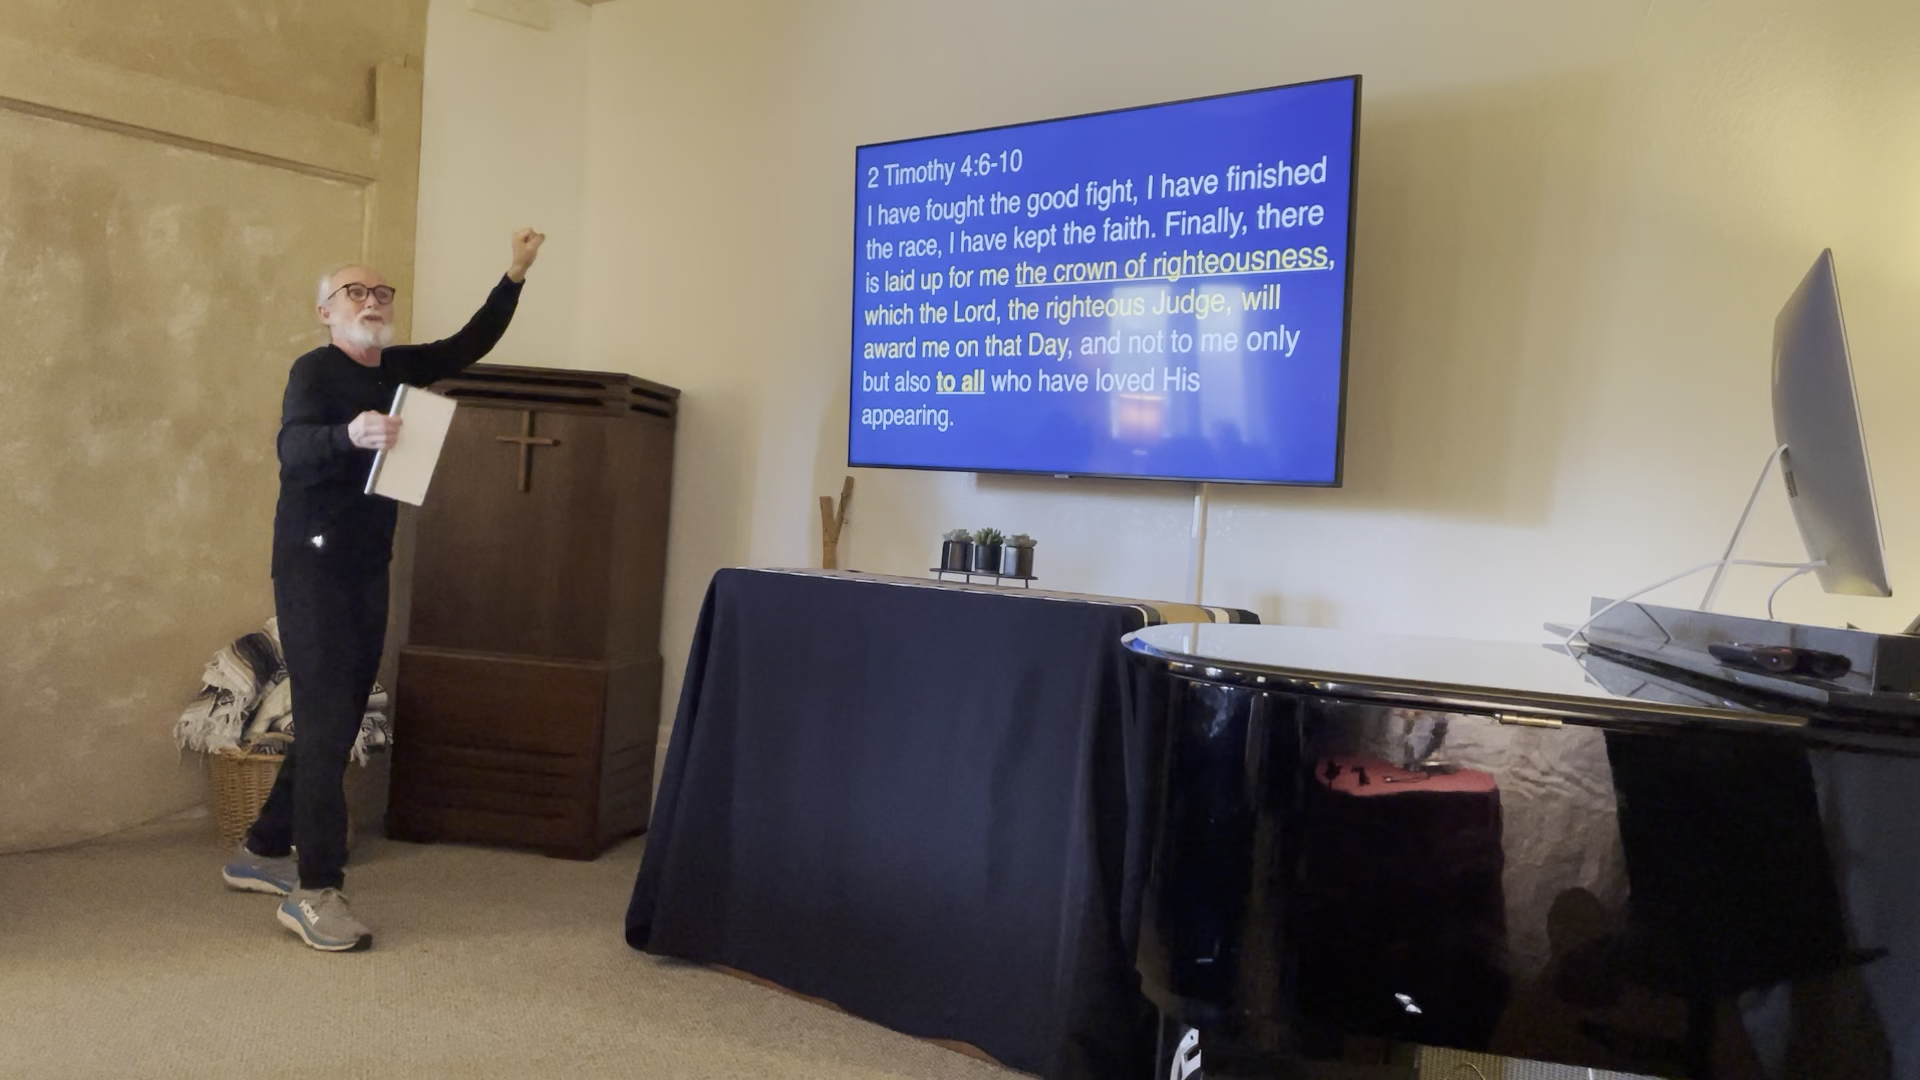 2 Timothy 4:6-10
I have fought the good fight, I have finished
the race, I have kept the faith. Finally, there
is laid up for me the crown of righteousness,
which the Lord, the righteous Judge, will
award me on that Day, and not to me only
but also to all who have loved His
appearing.
HOKA